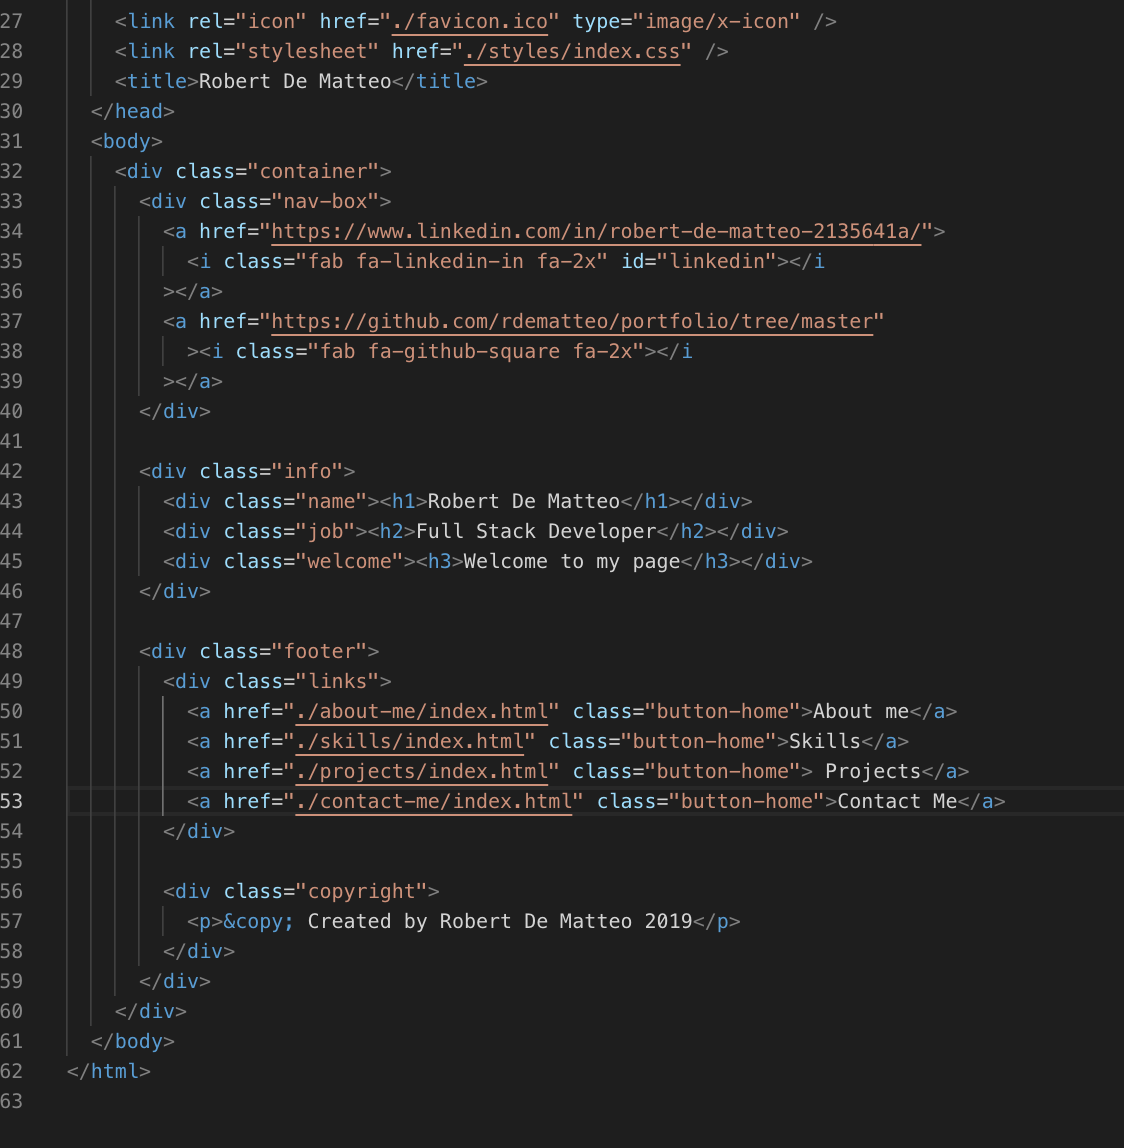 27 <link rel="icon" href="./favicon.ico" type="image/x-icon" />
28 <link rel="stylesheet" href="./styles/index.css" />
29 <title>Robert De Matteo</title>
30 </head>
31 <body>
32 <div class="container">
33 <div class="nav-box">
34 <a href="https://www.linkedin.com/in/robert-de-matteo-2135641a/">
35 <i class="fab fa-linkedin-in fa-2x" id="linkedin"></i
36 ></a>
37 <a href="https://github.com/rdematteo/portfolio/tree/master"
38 ><i class="fab fa-github-square fa-2x"></i
39 ></a>
40 </div>
41
42 <div class="info">
43 <div class="name"><h1>Robert De Matteo</h1></div>
44 <div class="job"><h2>Full Stack Developer</h2></div>
45 <div class="welcome"><h3>Welcome to my page</h3></div>
46 </div>
47
48 <div class="footer">
49 <div class="links">
50 <a href="./about-me/index.html" class="button-home">About me</a>
51 <a href="./skills/index.html" class="button-home">Skills</a>
52 <a href="./projects/index.html" class="button-home"> Projects</a>
53 <a href="./contact-me/index.html" class="button-home">Contact Me</a>
54 </div>
55
56 <div class="copyright">
57 <p>&copy; Created by Robert De Matteo 2019</p>
58 </div>
59 </div>
60 </div>
61 </body>
62 </html>
63